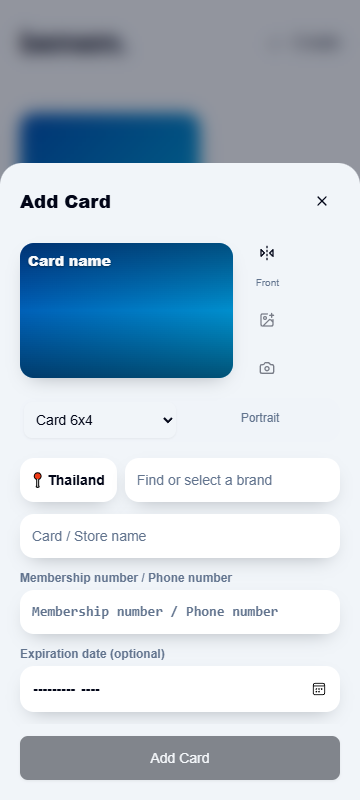 Add Card
Card name
Front
Card 6x4
Portrait
Thailand
Find or select a brand
Card / Store name
Membership number / Phone number
Membership number / Phone number
Expiration date (optional)
--------- ----
Add Card